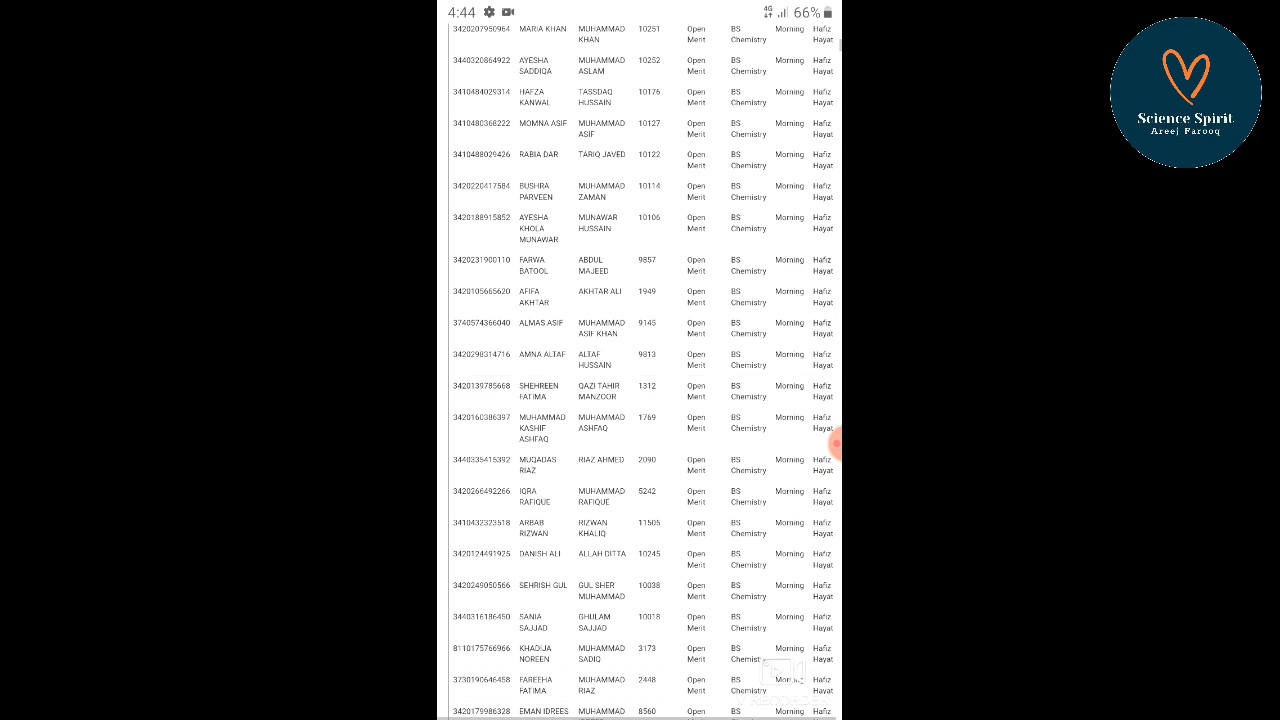 4:44 4G 66%
3420207950964 MARIA KHAN MUHAMMAD KHAN 10251 Open Merit BS Chemistry Morning Hafiz Hayat
3440320864922 AYESHA SADDIQA MUHAMMAD ASLAM 10252 Open Merit BS Chemistry Morning Hafiz Hayat
3410484029314 HAFZA KANWAL TASSDAQ HUSSAIN 10176 Open Merit BS Chemistry Morning Hafiz Hayat
3410480368222 MOMNA ASIF MUHAMMAD ASIF 10127 Open Merit BS Chemistry Morning Hafiz Hayat
3410488029426 RABIA DAR TARIQ JAVED 10122 Open Merit BS Chemistry Morning Hafiz Hayat
3420220417584 BUSHRA PARVEEN MUHAMMAD ZAMAN 10114 Open Merit BS Chemistry Morning Hafiz Hayat
3420188915852 AYESHA KHOLA MUNAWAR MUNAWAR HUSSAIN 10106 Open Merit BS Chemistry Morning Hafiz Hayat
3420231900110 FARWA BATOOL ABDUL MAJEED 9857 Open Merit BS Chemistry Morning Hafiz Hayat
3420105665620 AFIFA AKHTAR AKHTAR ALI 1949 Open Merit BS Chemistry Morning Hafiz Hayat
3740574366040 ALMAS ASIF MUHAMMAD ASIF KHAN 9145 Open Merit BS Chemistry Morning Hafiz Hayat
3420298314716 AMNA ALTAF ALTAF HUSSAIN 9813 Open Merit BS Chemistry Morning Hafiz Hayat
3420139785668 SHEHREEN FATIMA QAZI TAHIR MANZOOR 1312 Open Merit BS Chemistry Morning Hafiz Hayat
3420160386397 MUHAMMAD KASHIF ASHFAQ MUHAMMAD ASHFAQ 1769 Open Merit BS Chemistry Morning Hafiz Hayat
3440335415392 MUQADAS RIAZ RIAZ AHMED 2090 Open Merit BS Chemistry Morning Hafiz Hayat
3420266492266 IQRA RAFIQUE MUHAMMAD RAFIQUE 5242 Open Merit BS Chemistry Morning Hafiz Hayat
3410432323518 ARBAB RIZWAN RIZWAN KHALIQ 11505 Open Merit BS Chemistry Morning Hafiz Hayat
3420124491925 DANISH ALI ALLAH DITTA 10245 Open Merit BS Chemistry Morning Hafiz Hayat
3420249050566 SEHRISH GUL GUL SHER MUHAMMAD 10038 Open Merit BS Chemistry Morning Hafiz Hayat
3440316186450 SANIA SAJJAD GHULAM SAJJAD 10018 Open Merit BS Chemistry Morning Hafiz Hayat
8110175766966 KHADIJA NOREEN MUHAMMAD SADIQ 3173 Open Merit BS Chemist Morning Hafiz Hayat
3730190646458 FAREEHA FATIMA MUHAMMAD RIAZ 2448 Open Merit BS Chemistry Morning Hafiz Hayat
3420179986328 EMAN IDREES MUHAMMAD 8560 Open BS Morning Hafiz
Science Spirit
Areej Farooq